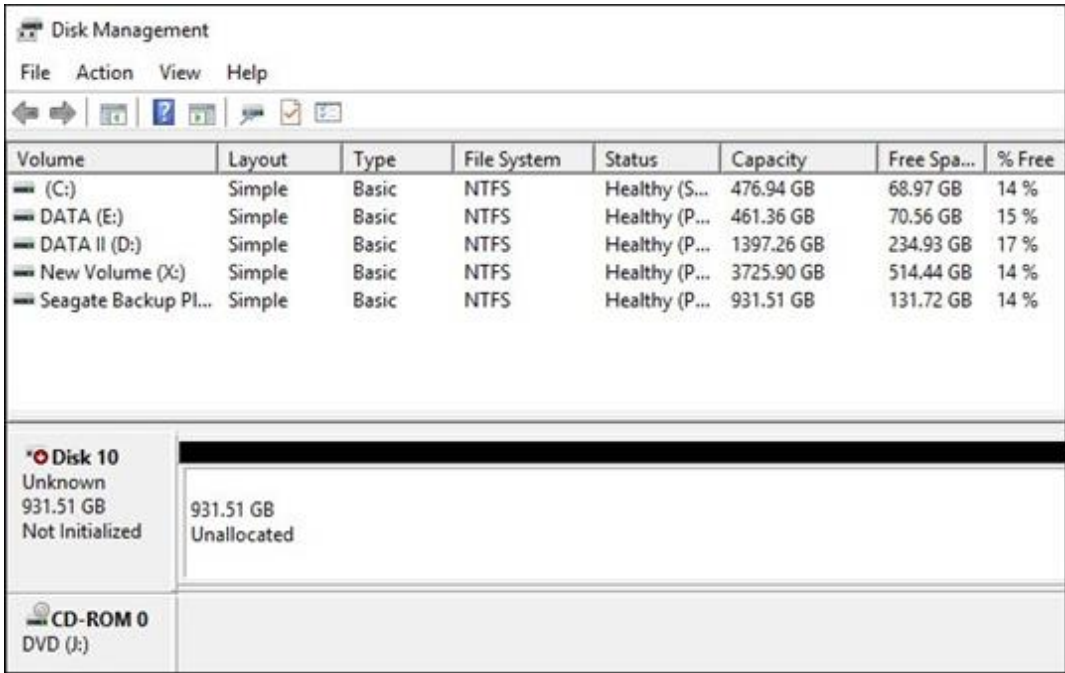 Disk Management
File Action View Help
Volume Layout Type File System Status Capacity Free Spa... % Free
(C:) Simple Basic NTFS Healthy (S... 476.94 GB 68.97 GB 14 %
DATA (E:) Simple Basic NTFS Healthy (P... 461.36 GB 70.56 GB 15 %
DATA II (D:) Simple Basic NTFS Healthy (P... 1397.26 GB 234.93 GB 17 %
New Volume (X:) Simple Basic NTFS Healthy (P... 3725.90 GB 514.44 GB 14 %
Seagate Backup Pl... Simple Basic NTFS Healthy (P... 931.51 GB 131.72 GB 14 %
Disk 10
Unknown
931.51 GB
Not Initialized
931.51 GB
Unallocated
CD-ROM 0
DVD (J:)